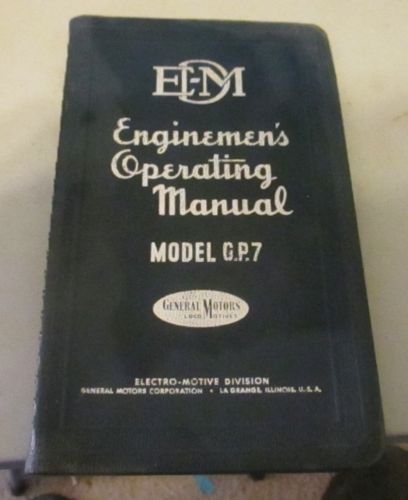 EMD
Enginemen's
Operating
Manual
MODEL G.P.7
GENERAL MOTORS
LOCOMOTIVES
ELECTRO-MOTIVE DIVISION
GENERAL MOTORS CORPORATION • LA GRANGE, ILLINOIS, U. S. A.